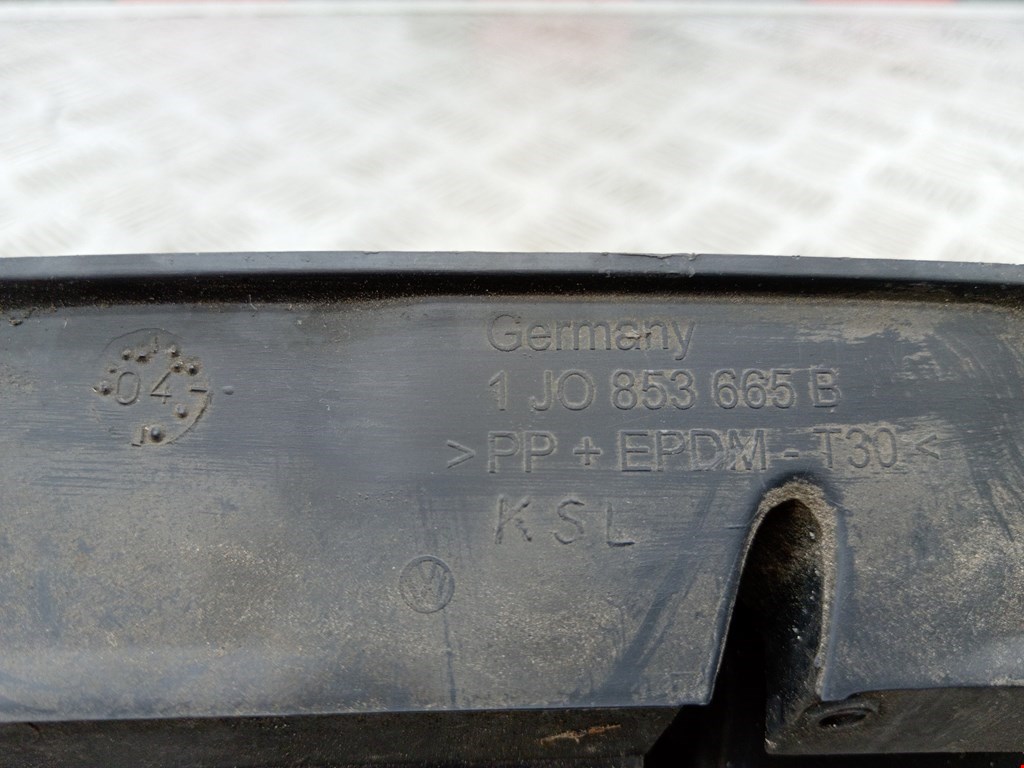 Germany
1 JO 853 665 B
>PP + EPDM - T30<
KSL
04